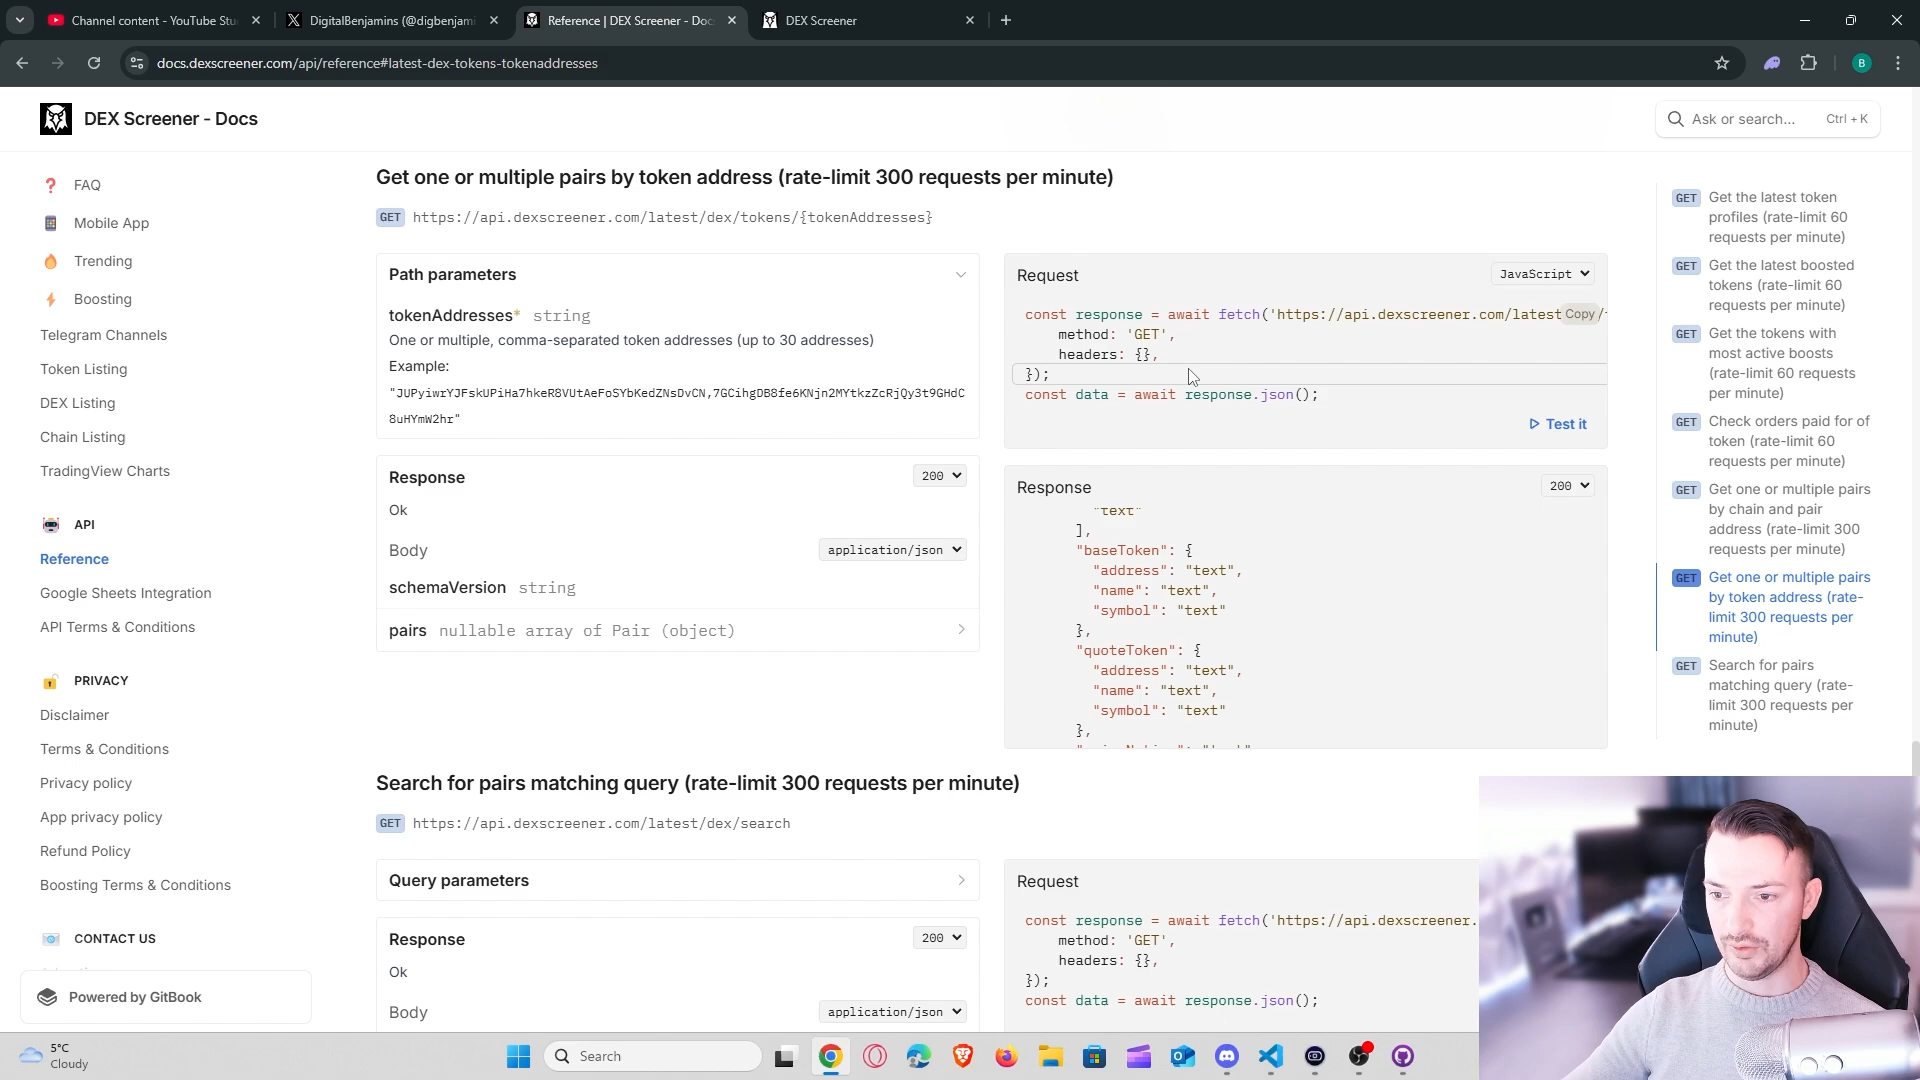 Channel content - YouTube Stu
DigitalBenjamins (@digbenjami
Reference | DEX Screener - Doc
DEX Screener
docs.dexscreener.com/api/reference#latest-dex-tokens-tokenaddresses
B
DEX Screener - Docs
Ask or search...
Ctrl + K
FAQ
Mobile App
Trending
Boosting
Telegram Channels
Token Listing
DEX Listing
Chain Listing
TradingView Charts
API
Reference
Google Sheets Integration
API Terms & Conditions
PRIVACY
Disclaimer
Terms & Conditions
Privacy policy
App privacy policy
Refund Policy
Boosting Terms & Conditions
CONTACT US
Powered by GitBook
Get one or multiple pairs by token address (rate-limit 300 requests per minute)
GET https://api.dexscreener.com/latest/dex/tokens/{tokenAddresses}
Path parameters
tokenAddresses* string
One or multiple, comma-separated token addresses (up to 30 addresses)
Example:
"JUPyiwrYJFskUPiHa7hkeR8VUtAeFoSYbKedZNsDvCN,7GCihgDB8fe6KNjn2MYtkzZcRjQy3t9GHdC
8uHYmW2hr"
Response
200
Ok
Body
application/json
schemaVersion string
pairs nullable array of Pair (object)
Request
JavaScript
const response = await fetch('https://api.dexscreener.com/latest
Copy
method: 'GET',
headers: {},
});
const data = await response.json();
Test it
Response
200
"text"
],
"baseToken": {
"address": "text",
"name": "text",
"symbol": "text"
},
"quoteToken": {
"address": "text",
"name": "text",
"symbol": "text"
},
Search for pairs matching query (rate-limit 300 requests per minute)
GET https://api.dexscreener.com/latest/dex/search
Query parameters
Response
200
Ok
Body
application/json
Request
const response = await fetch('https://api.dexscreener.
method: 'GET',
headers: {},
});
const data = await response.json();
GET Get the latest token
profiles (rate-limit 60
requests per minute)
GET Get the latest boosted
tokens (rate-limit 60
requests per minute)
GET Get the tokens with
most active boosts
(rate-limit 60 requests
per minute)
GET Check orders paid for of
token (rate-limit 60
requests per minute)
GET Get one or multiple pairs
by chain and pair
address (rate-limit 300
requests per minute)
GET Get one or multiple pairs
by token address (rate-
limit 300 requests per
minute)
GET Search for pairs
matching query (rate-
limit 300 requests per
minute)
5°C
Cloudy
Search